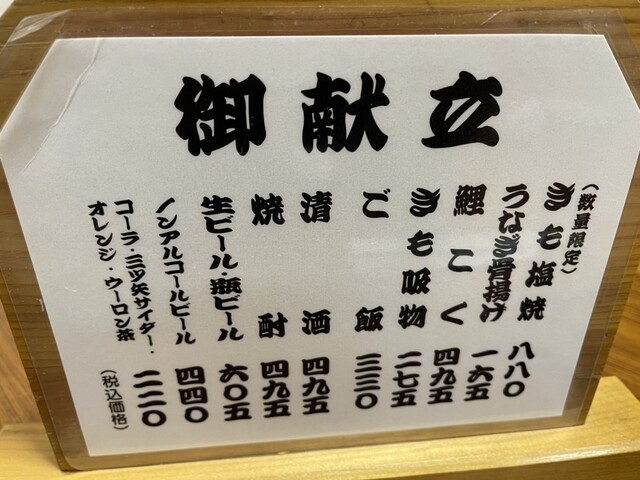 御献立
(数量限定)
きも塩焼 八八〇
うなぎ骨揚げ 一六五
鯉こく 四九五
きも吸物 二七五
ご飯 三三〇
清酒 四九五
焼酎 四九五
生ビール・瓶ビール 六〇五
ノンアルコールビール 四四〇
コーラ・三ツ矢サイダー・
オレンジ・ウーロン茶 二二〇
(税込価格)